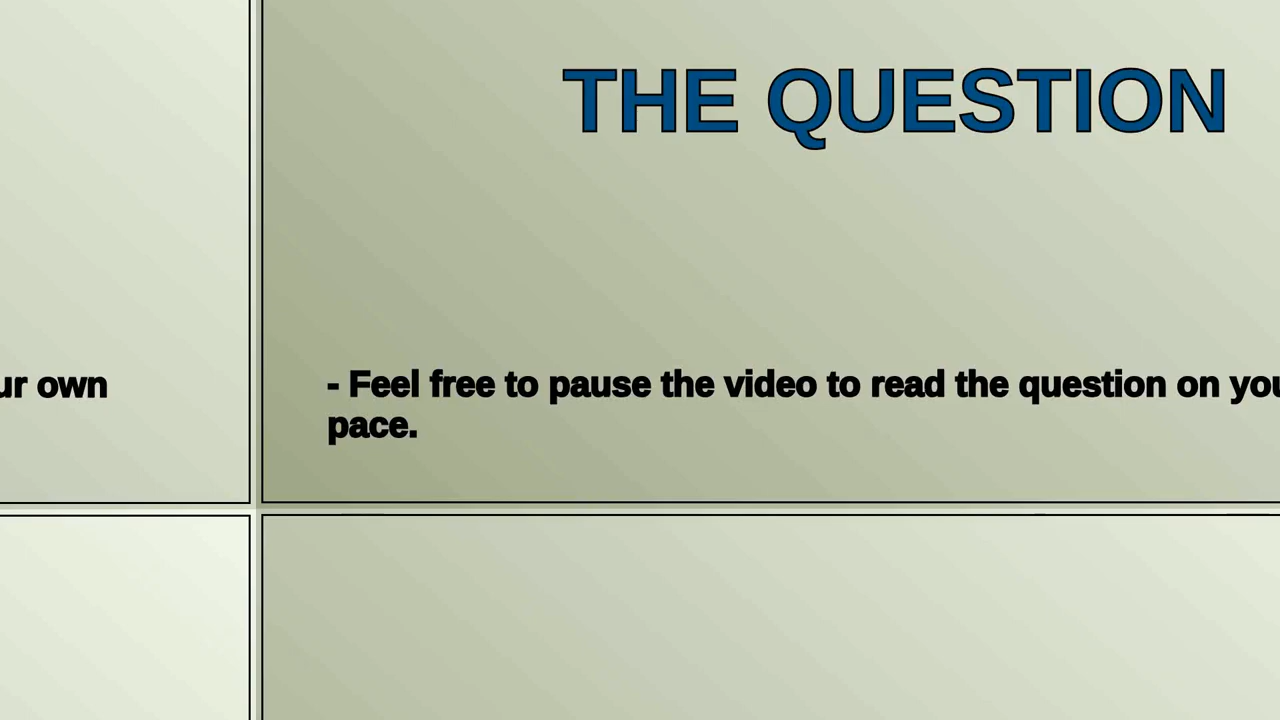 THE QUESTION
ur own
- Feel free to pause the video to read the question on you
pace.